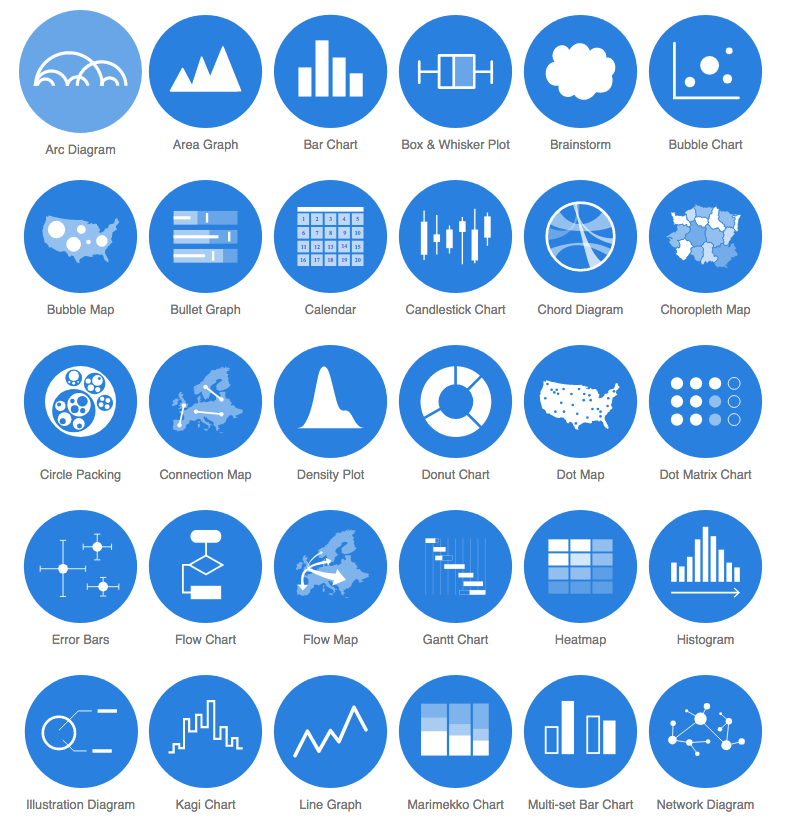 Arc Diagram
Area Graph
Bar Chart
Box & Whisker Plot
Brainstorm
Bubble Chart
1 2 3 4 5
6 7 8 9 10
11 12 13 14 15
16 17 18 19 20
Bubble Map
Bullet Graph
Calendar
Candlestick Chart
Chord Diagram
Choropleth Map
Circle Packing
Connection Map
Density Plot
Donut Chart
Dot Map
Dot Matrix Chart
Error Bars
Flow Chart
Flow Map
Gantt Chart
Heatmap
Histogram
Illustration Diagram
Kagi Chart
Line Graph
Marimekko Chart
Multi-set Bar Chart
Network Diagram